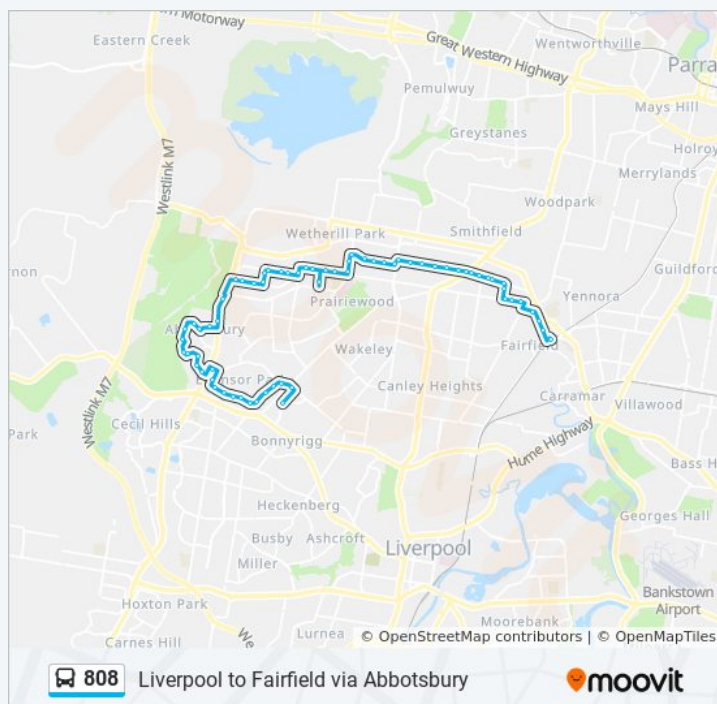 Motorway
Eastern Creek
Great Western Highway
Wentworthville
Parra
Pemulwuy
Mays Hill
Greystanes
Holroy
Westlink M7
Merrylands
Woodpark
Wetherill Park
Smithfield
Guildford
Prairiewood
Yennora
Fairfield
Wakeley
Canley Heights
Carramar
Villawood
Cecil Hills
Park
Westlink M7
Bonnyrigg
Hume Highway
Bass H
Heckenberg
Georges Hall
Busby
Ashcroft
Liverpool
Miller
Bankstown
Airport
Hoxton Park
Moorebank
Lurnea
Carnes Hill
We
© OpenStreetMap contributors | © OpenMapTiles
808 Liverpool to Fairfield via Abbotsbury
moovit